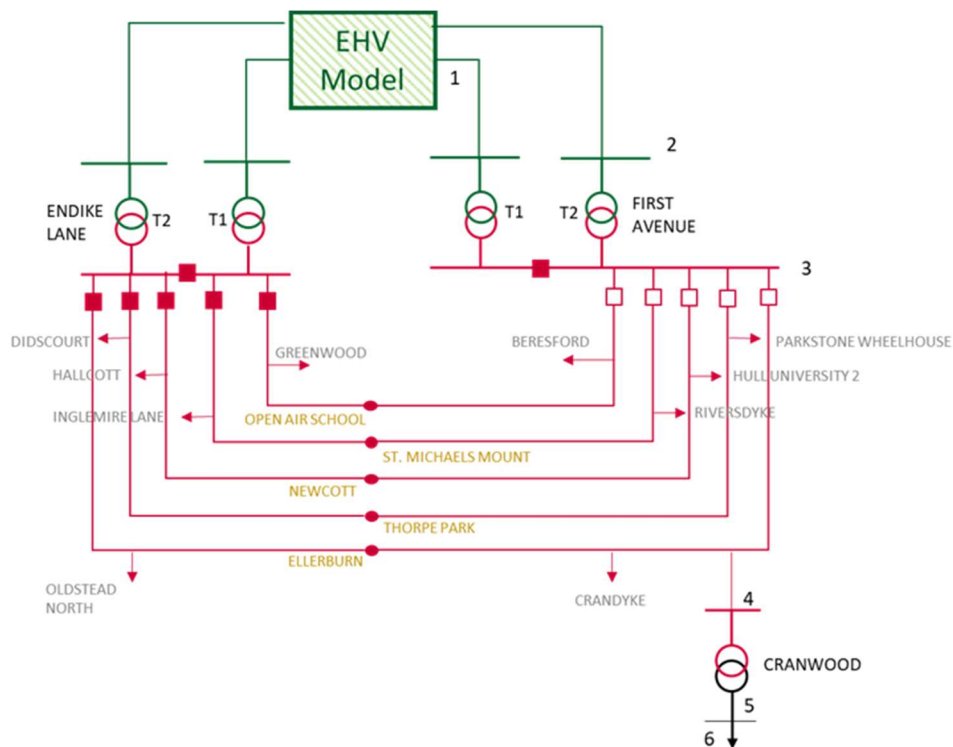 EHV
Model
1
2
ENDIKE
LANE
T2
T1
T1
T2
FIRST
AVENUE
3
DIDSCOURT
GREENWOOD
BERESFORD
PARKSTONE WHEELHOUSE
HALLCOTT
HULL UNIVERSITY 2
INGLEMIRE LANE
OPEN AIR SCHOOL
RIVERSDYKE
ST. MICHAELS MOUNT
NEWCOTT
THORPE PARK
ELLERBURN
OLDSTEAD
NORTH
CRANDYKE
4
CRANWOOD
5
6